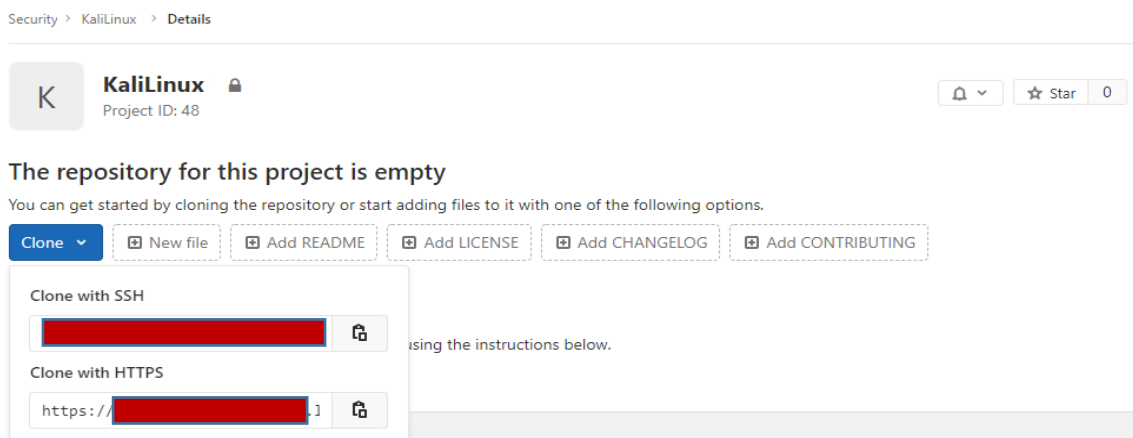 Security > KaliLinux > Details
K
KaliLinux
Project ID: 48
Star 0
The repository for this project is empty
You can get started by cloning the repository or start adding files to it with one of the following options.
Clone New file Add README Add LICENSE Add CHANGELOG Add CONTRIBUTING
Clone with SSH
using the instructions below.
Clone with HTTPS
https://